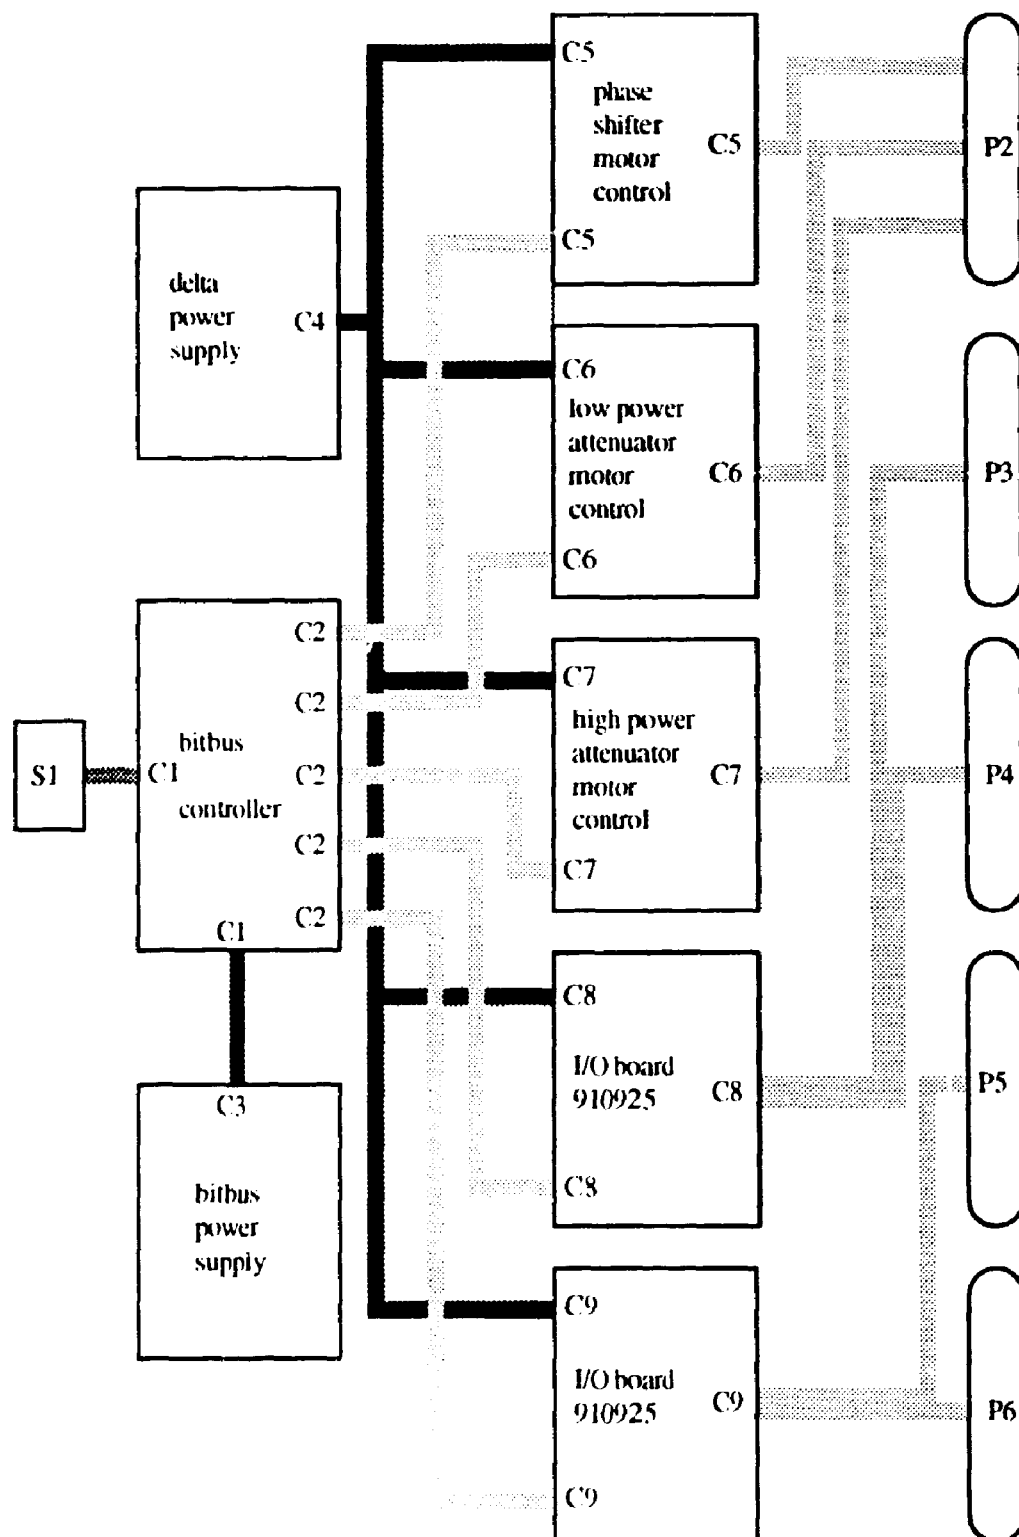 C5
phase
shifter
motor
control
C5
C5
P2
delta
power
supply
C4
C6
low power
attenuator
motor
control
C6
C6
P3
S1
C1
bitbus
controller
C2
C2
C2
C2
C2
C1
C7
high power
attenuator
motor
control
C7
C7
P4
C3
bitbus
power
supply
C8
I/O board
910925
C8
C8
P5
C9
I/O board
910925
C9
C9
P6